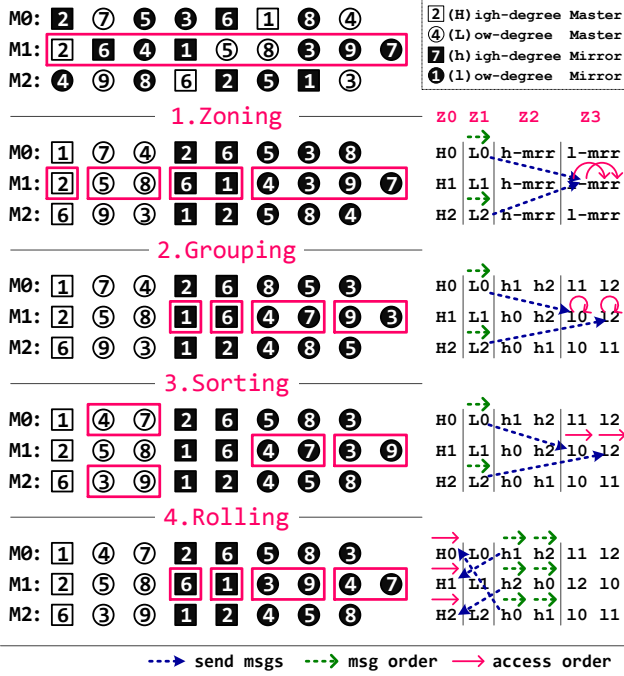 M0: 2 7 5 3 6 1 8 4
M1: 2 6 4 1 5 8 3 9 7
M2: 4 9 8 6 2 5 1 3
2 (H)igh-degree Master
4 (L)ow-degree Master
7 (h)igh-degree Mirror
1 (l)ow-degree Mirror
1.Zoning
Z0 Z1 Z2 Z3
M0: 1 7 4 2 6 5 3 8 H0 L0 h-mrr l-mrr
M1: 2 5 8 6 1 4 3 9 7 H1 L1 h-mrr l-mrr
M2: 6 9 3 1 2 5 8 4 H2 L2 h-mrr l-mrr
2.Grouping
M0: 1 7 4 2 6 8 5 3 H0 L0 h1 h2 l1 l2
M1: 2 5 8 1 6 4 7 9 3 H1 L1 h0 h2 l0 l2
M2: 6 9 3 1 2 4 8 5 H2 L2 h0 h1 l0 l1
3.Sorting
M0: 1 4 7 2 6 5 8 3 H0 L0 h1 h2 l1 l2
M1: 2 5 8 1 6 4 7 3 9 H1 L1 h0 h2 l0 l2
M2: 6 3 9 1 2 4 5 8 H2 L2 h0 h1 l0 l1
4.Rolling
M0: 1 4 7 2 6 5 8 3 H0 L0 h1 h2 l1 l2
M1: 2 5 8 6 1 3 9 4 7 H1 L1 h2 h0 l2 l0
M2: 6 3 9 1 2 4 5 8 H2 L2 h0 h1 l0 l1
send msgs msg order access order